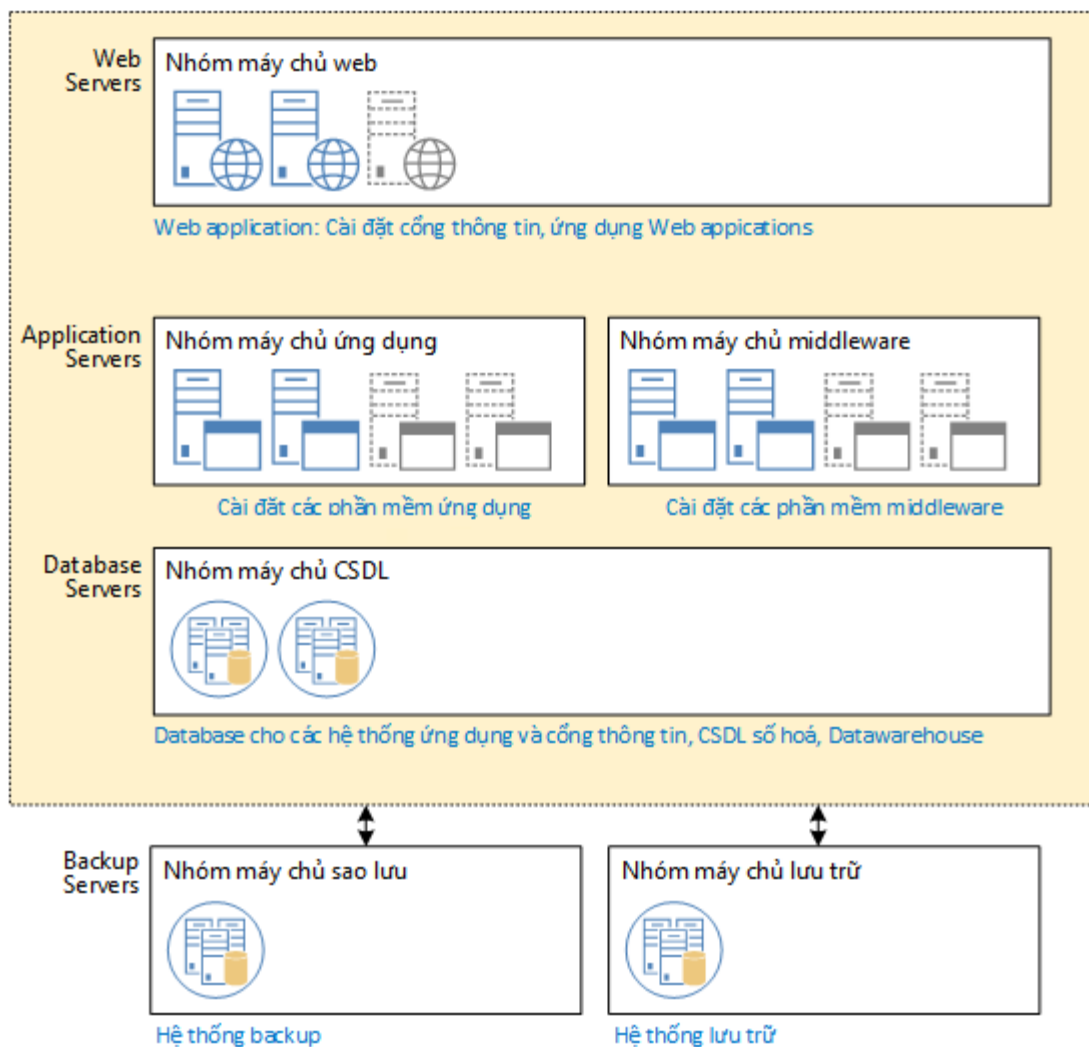 Web
Servers
Nhóm máy chủ web
Web application: Cài đặt cổng thông tin, ứng dụng Web appications
Application
Servers
Nhóm máy chủ ứng dụng
Nhóm máy chủ middleware
Cài đặt các phần mềm ứng dụng
Cài đặt các phần mềm middleware
Database
Servers
Nhóm máy chủ CSDL
Database cho các hệ thống ứng dụng và cổng thông tin, CSDL số hoá, Datawarehouse
Backup
Servers
Nhóm máy chủ sao lưu
Nhóm máy chủ lưu trữ
Hệ thống backup
Hệ thống lưu trữ